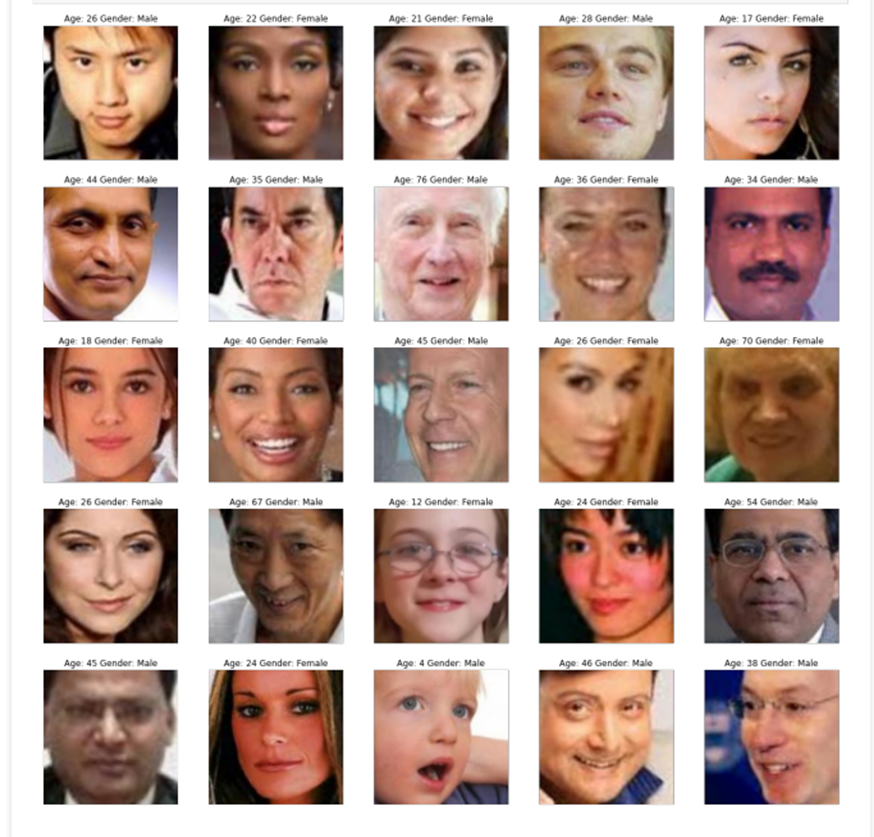 Age: 26 Gender: Male
Age: 22 Gender: Female
Age: 21 Gender: Female
Age: 28 Gender: Male
Age: 17 Gender: Female
Age: 44 Gender: Male
Age: 35 Gender: Male
Age: 76 Gender: Male
Age: 36 Gender: Female
Age: 34 Gender: Male
Age: 18 Gender: Female
Age: 40 Gender: Female
Age: 45 Gender: Male
Age: 26 Gender: Female
Age: 70 Gender: Female
Age: 26 Gender: Female
Age: 67 Gender: Male
Age: 12 Gender: Female
Age: 24 Gender: Female
Age: 54 Gender: Male
Age: 45 Gender: Male
Age: 24 Gender: Female
Age: 4 Gender: Male
Age: 46 Gender: Male
Age: 38 Gender: Male